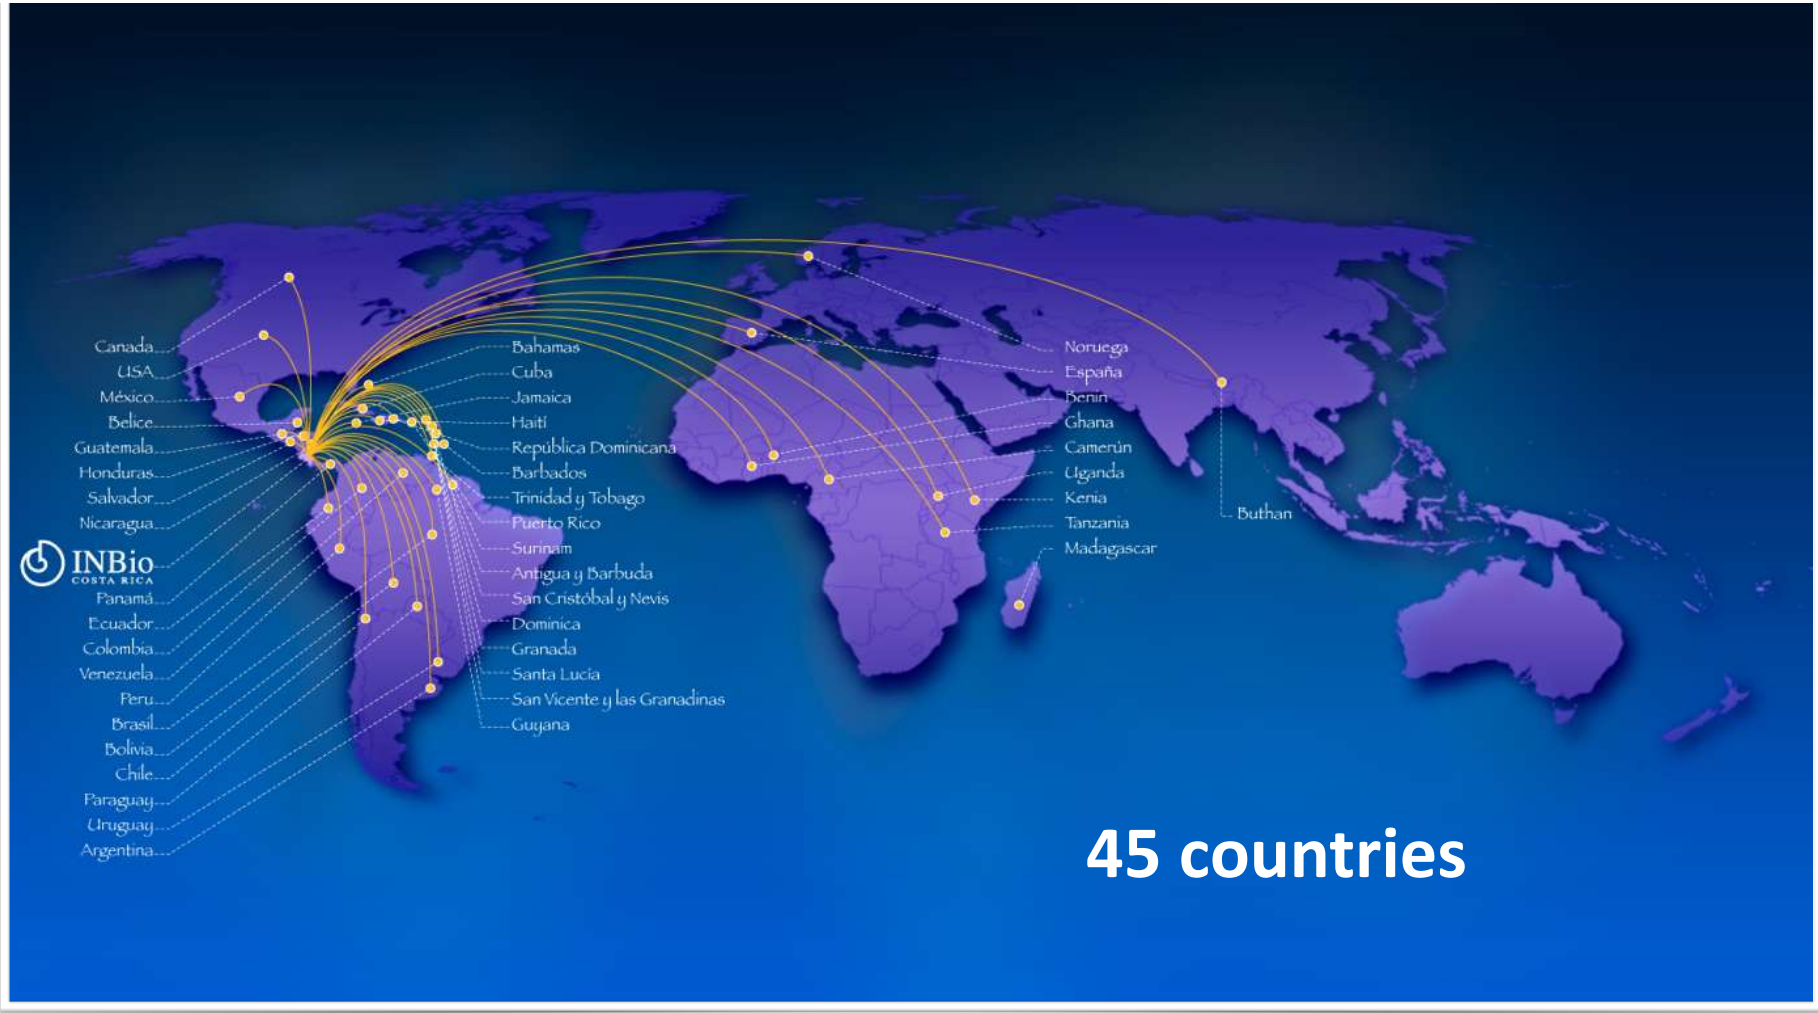 Canada
USA
México
Belice
Guatemala
Honduras
Salvador
Nicaragua
INBio
COSTA RICA
Panamá
Ecuador
Colombia
Venezuela
Peru
Brasil
Bolivia
Chile
Paraguay
Uruguay
Argentina
Bahamas
Cuba
Jamaica
Haití
República Dominicana
Barbados
Trinidad y Tobago
Puerto Rico
Surinam
Antigua y Barbuda
San Cristóbal y Nevis
Dominica
Granada
Santa Lucía
San Vicente y las Granadinas
Guyana
Noruega
España
Benin
Ghana
Camerún
Uganda
Kenia
Tanzania
Madagascar
Buthan
45 countries